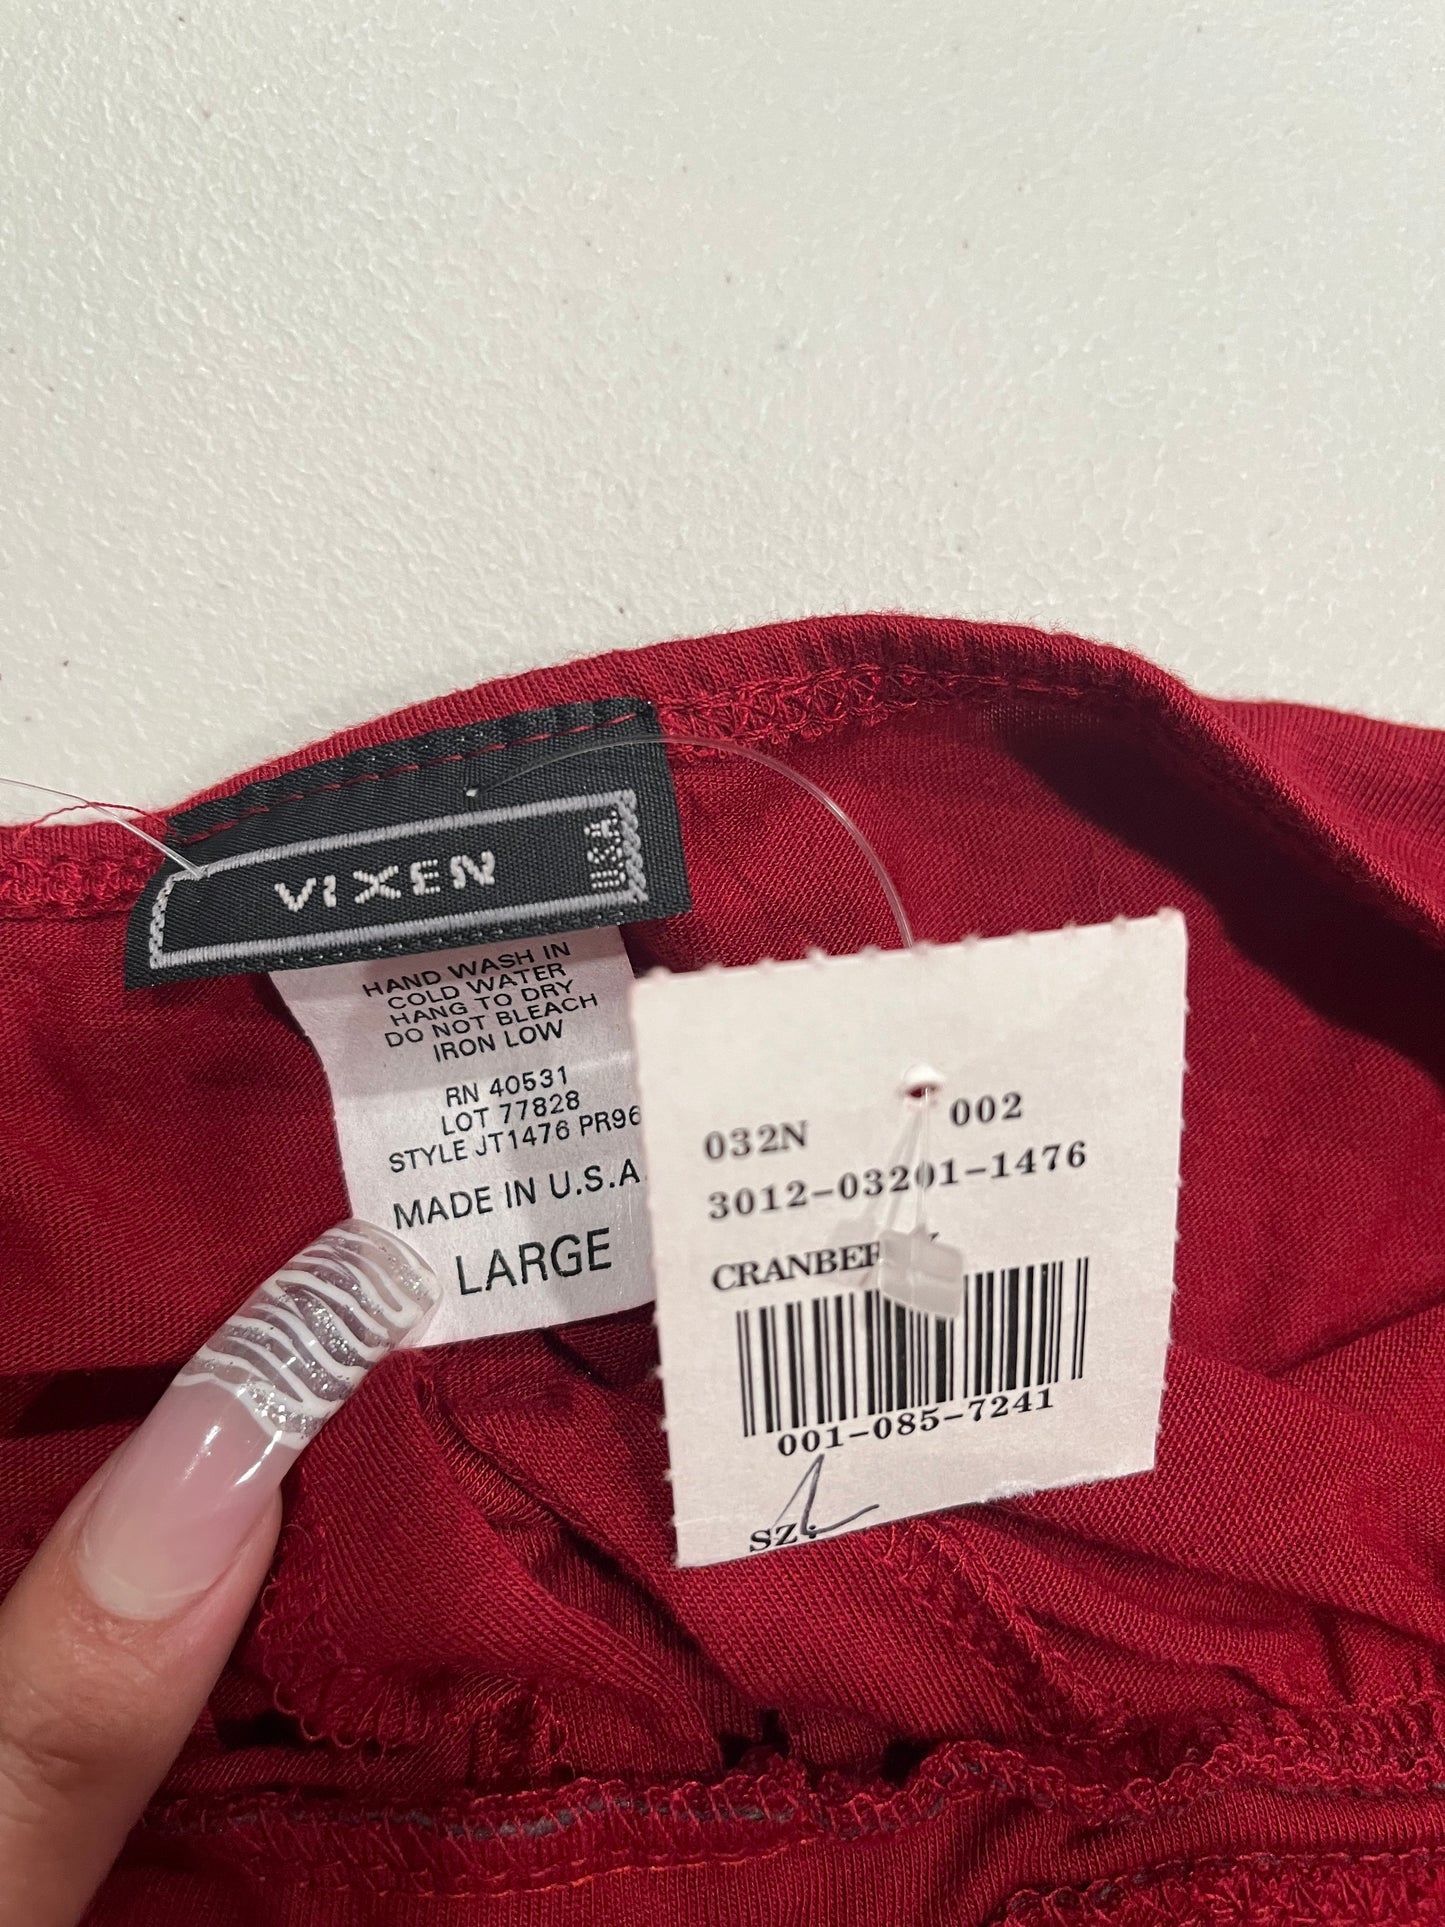 VIXEN
U.S.A.
HAND WASH IN
COLD WATER
HANG TO DRY
DO NOT BLEACH
IRON LOW
RN 40531
LOT 77828
STYLE JT1476 PR96
MADE IN U.S.A.
LARGE
032N 002
3012-03201-1476
CRANBERRY
001-085-7241
SZ: L